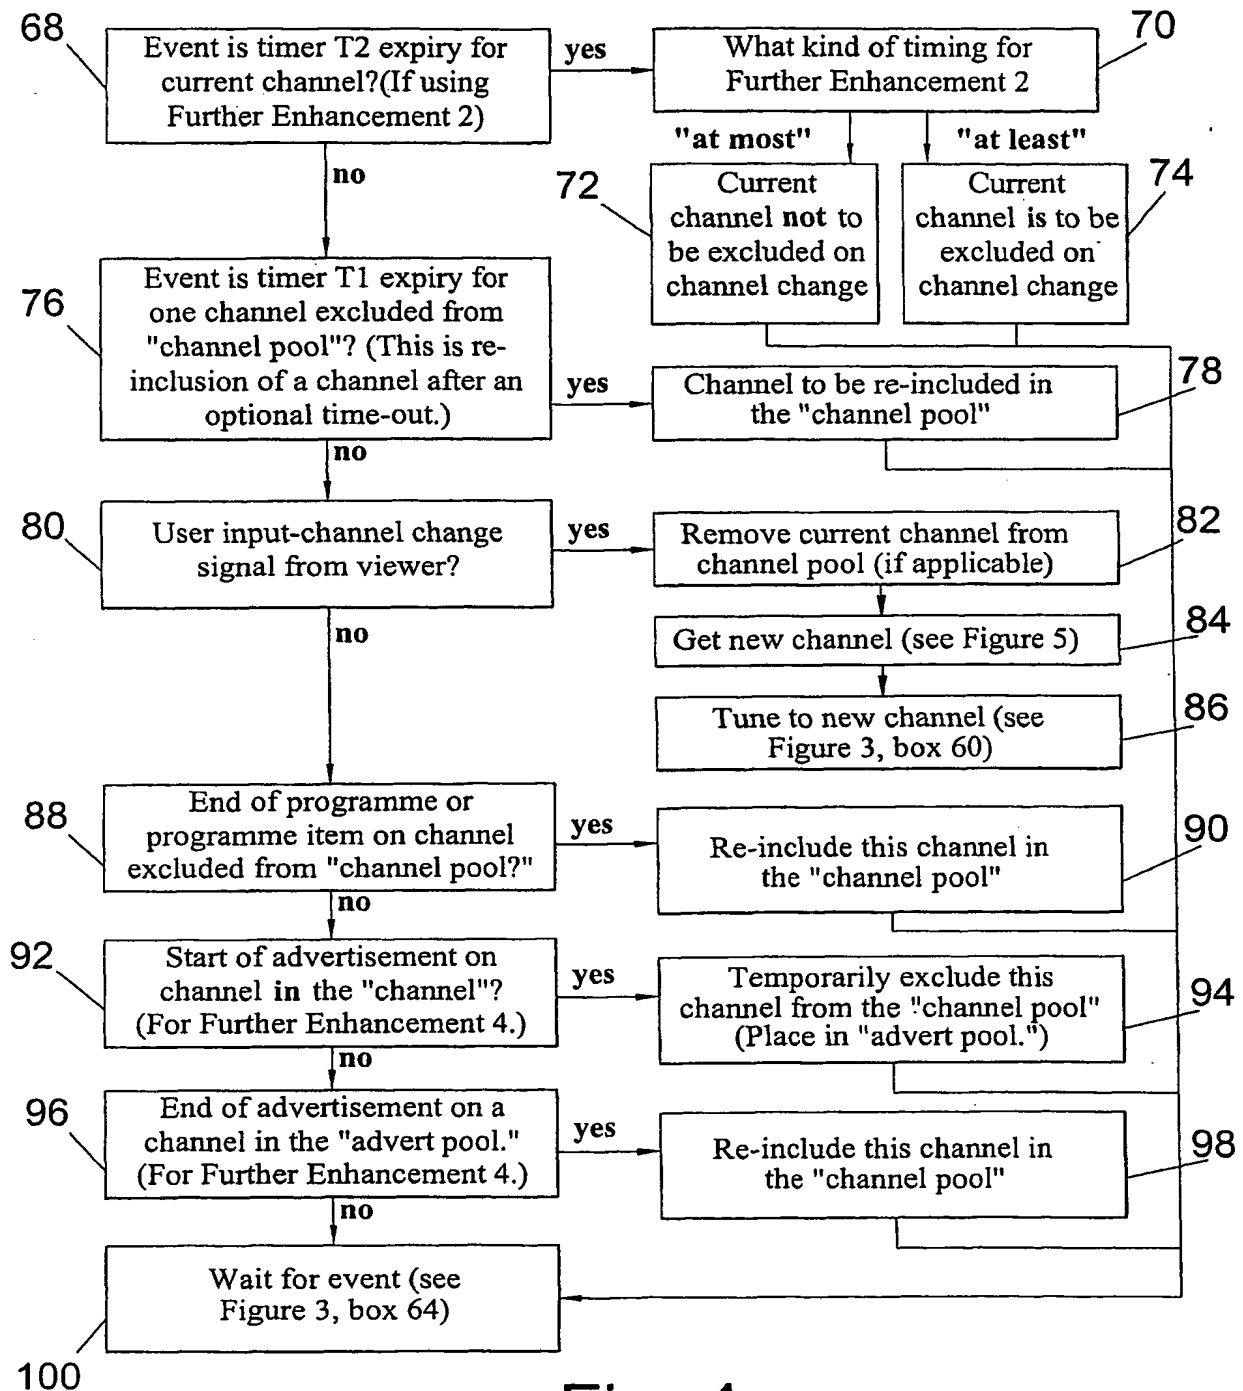 68
Event is timer T2 expiry for
current channel?(If using
Further Enhancement 2)
yes
What kind of timing for
Further Enhancement 2
70
no
"at most"
"at least"
72
Current
channel not to
be excluded on
channel change
Current
channel is to be
excluded on
channel change
74
76
Event is timer T1 expiry for
one channel excluded from
"channel pool"? (This is re-
inclusion of a channel after an
optional time-out.)
yes
Channel to be re-included in
the "channel pool"
78
no
80
User input-channel change
signal from viewer?
yes
Remove current channel from
channel pool (if applicable)
82
no
Get new channel (see Figure 5)
84
Tune to new channel (see
Figure 3, box 60)
86
88
End of programme or
programme item on channel
excluded from "channel pool?"
yes
Re-include this channel in
the "channel pool"
90
no
92
Start of advertisement on
channel in the "channel"?
(For Further Enhancement 4.)
yes
Temporarily exclude this
channel from the "channel pool"
(Place in "advert pool.")
94
no
96
End of advertisement on a
channel in the "advert pool."
(For Further Enhancement 4.)
yes
Re-include this channel in
the "channel pool"
98
no
Wait for event (see
Figure 3, box 64)
100